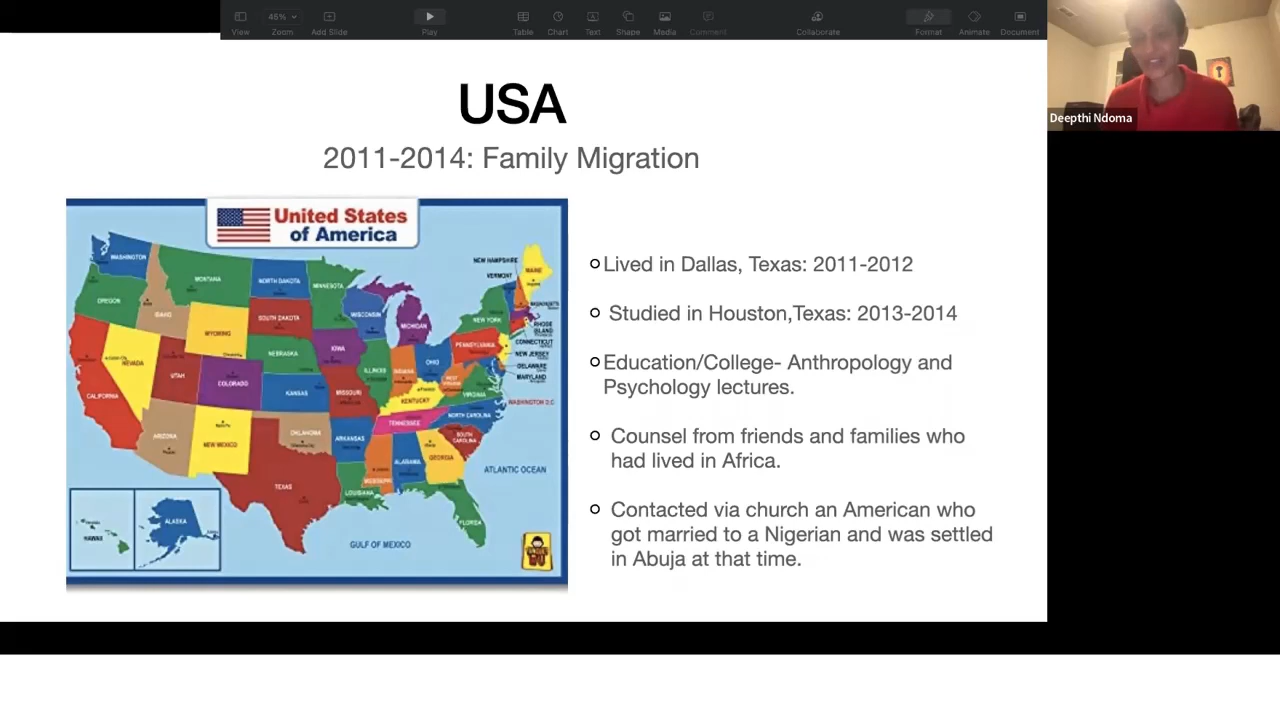 46%
View
Zoom
Add Slide
Play
Table
Chart
Text
Shape
Media
Comment
Collaborate
Format
Animate
Document
Deepthi Ndoma
USA
2011-2014: Family Migration
United States
of America
WASHINGTON
OREGON
IDAHO
MONTANA
NORTH DAKOTA
MINNESOTA
SOUTH DAKOTA
WYOMING
WISCONSIN
MICHIGAN
NEW HAMPSHIRE
VERMONT
MAINE
MASSACHUSETTS
RHODE
ISLAND
CONNECTICUT
NEW JERSEY
DELAWARE
MARYLAND
WASHINGTON D.C
NEW YORK
PENNSYLVANIA
NEVADA
UTAH
COLORADO
NEBRASKA
IOWA
ILLINOIS
INDIANA
OHIO
WEST
VIRGINIA
VIRGINIA
CALIFORNIA
KANSAS
MISSOURI
KENTUCKY
ARIZONA
NEW MEXICO
OKLAHOMA
ARKANSAS
TENNESSEE
NORTH CAROLINA
SOUTH
CAROLINA
TEXAS
LOUISIANA
MISSISSIPPI
ALABAMA
GEORGIA
FLORIDA
ATLANTIC OCEAN
GULF OF MEXICO
HAWAII
ALASKA
Lived in Dallas, Texas: 2011-2012
Studied in Houston,Texas: 2013-2014
Education/College- Anthropology and
Psychology lectures.
Counsel from friends and families who
had lived in Africa.
Contacted via church an American who
got married to a Nigerian and was settled
in Abuja at that time.